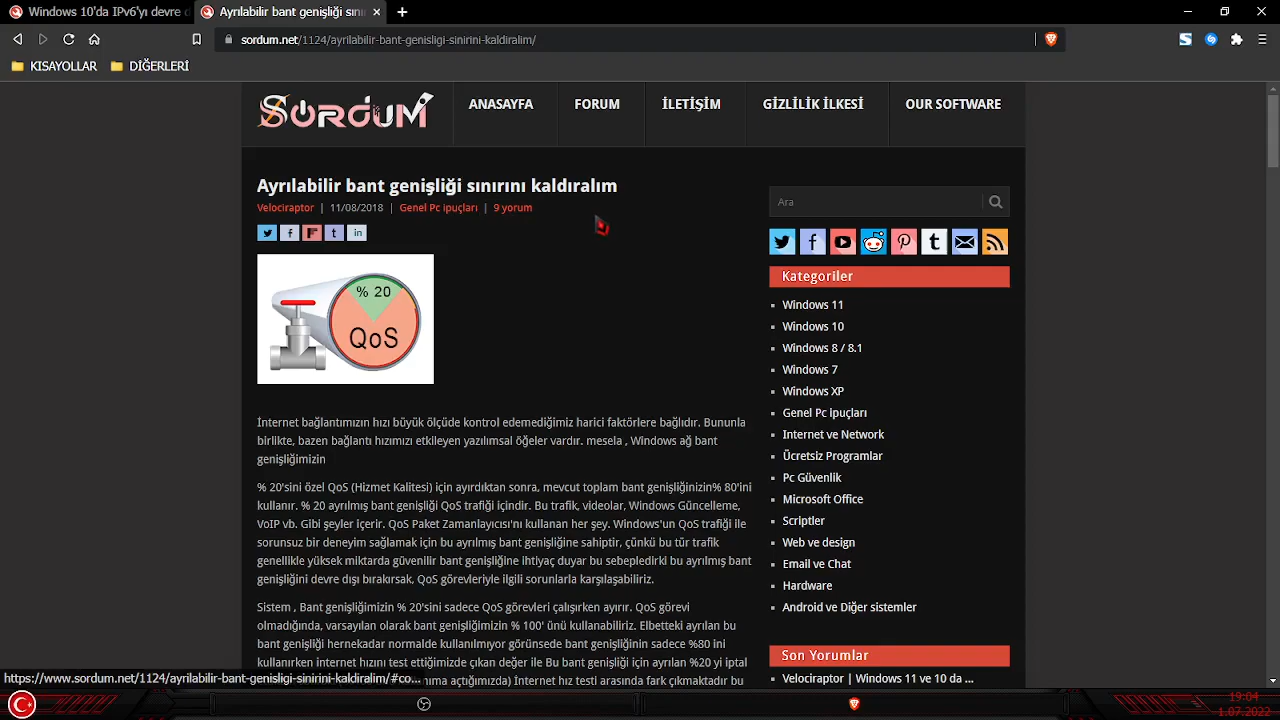 Windows 10'da IPv6'yı devre d
Ayrılabilir bant genişliği sını
sordum.net/1124/ayrilabilir-bant-genisligi-sinirini-kaldiralim/
KISAYOLLAR
DİĞERLERİ
SORDUM
ANASAYFA
FORUM
İLETİŞİM
GİZLİLİK İLKESİ
OUR SOFTWARE
Ayrılabilir bant genişliği sınırını kaldıralım
Velociraptor | 11/08/2018 | Genel Pc ipuçları | 9 yorum
% 20
QoS
İnternet bağlantımızın hızı büyük ölçüde kontrol edemediğimiz harici faktörlere bağlıdır. Bununla
birlikte, bazen bağlantı hızımızı etkileyen yazılımsal öğeler vardır. mesela , Windows ağ bant
genişliğimizin
% 20'sini özel QoS (Hizmet Kalitesi) için ayırdıktan sonra, mevcut toplam bant genişliğinizin% 80'ini
kullanır. % 20 ayrılmış bant genişliği QoS trafiği içindir. Bu trafik, videolar, Windows Güncelleme,
VoIP vb. Gibi şeyler içerir. QoS Paket Zamanlayıcısı'nı kullanan her şey. Windows'un QoS trafiği ile
sorunsuz bir deneyim sağlamak için bu ayrılmış bant genişliğine sahiptir, çünkü bu tür trafik
genellikle yüksek miktarda güvenilir bant genişliğine ihtiyaç duyar bu sebepledirki bu ayrılmış bant
genişliğini devre dışı bırakırsak, QoS görevleriyle ilgili sorunlarla karşılaşabiliriz.
Sistem , Bant genişliğimizin % 20'sini sadece QoS görevleri çalışırken ayırır. QoS görevi
olmadığında, varsayılan olarak bant genişliğimizin % 100' ünü kullanabiliriz. Elbetteki ayrılan bu
bant genişliği hernekadar normalde kullanılmıyor görünsede bant genişliğinin sadece %80 ini
kullanırken internet hızını test ettiğimizde çıkan değer ile Bu bant genişliği için ayrılan %20 yi iptal
açtığımızda) İnternet hız testi arasında fark çıkmaktadır bu
Ara
Kategoriler
Windows 11
Windows 10
Windows 8 / 8.1
Windows 7
Windows XP
Genel Pc ipuçları
Internet ve Network
Ücretsiz Programlar
Pc Güvenlik
Microsoft Office
Scriptler
Web ve design
Email ve Chat
Hardware
Android ve Diğer sistemler
Son Yorumlar
Velociraptor | Windows 11 ve 10 da ...
https://www.sordum.net/1124/ayrilabilir-bant-genisligi-sinirini-kaldiralim/#co...
19:04
1.07.2022